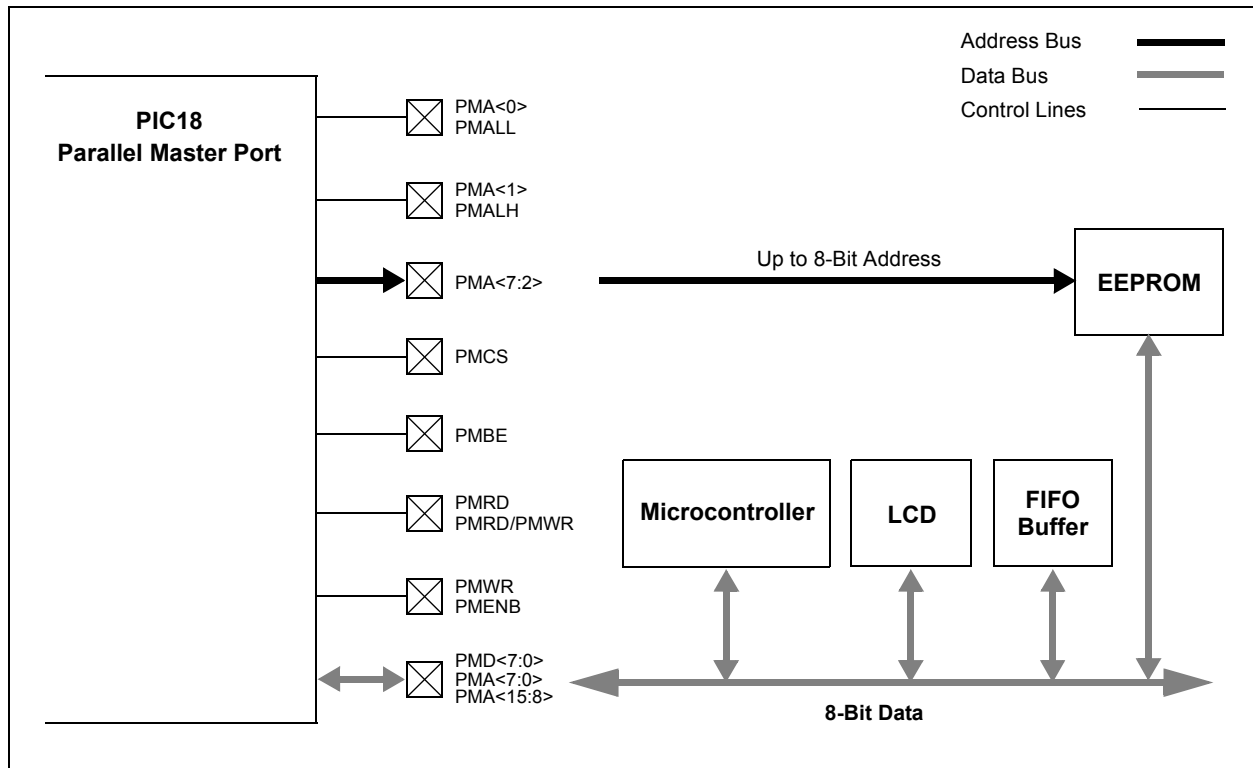 Address Bus
Data Bus
Control Lines
PIC18
Parallel Master Port
PMA<0>
PMALL
PMA<1>
PMALH
PMA<7:2>
Up to 8-Bit Address
EEPROM
PMCS
PMBE
PMRD
PMRD/PMWR
Microcontroller
LCD
FIFO
Buffer
PMWR
PMENB
PMD<7:0>
PMA<7:0>
PMA<15:8>
8-Bit Data